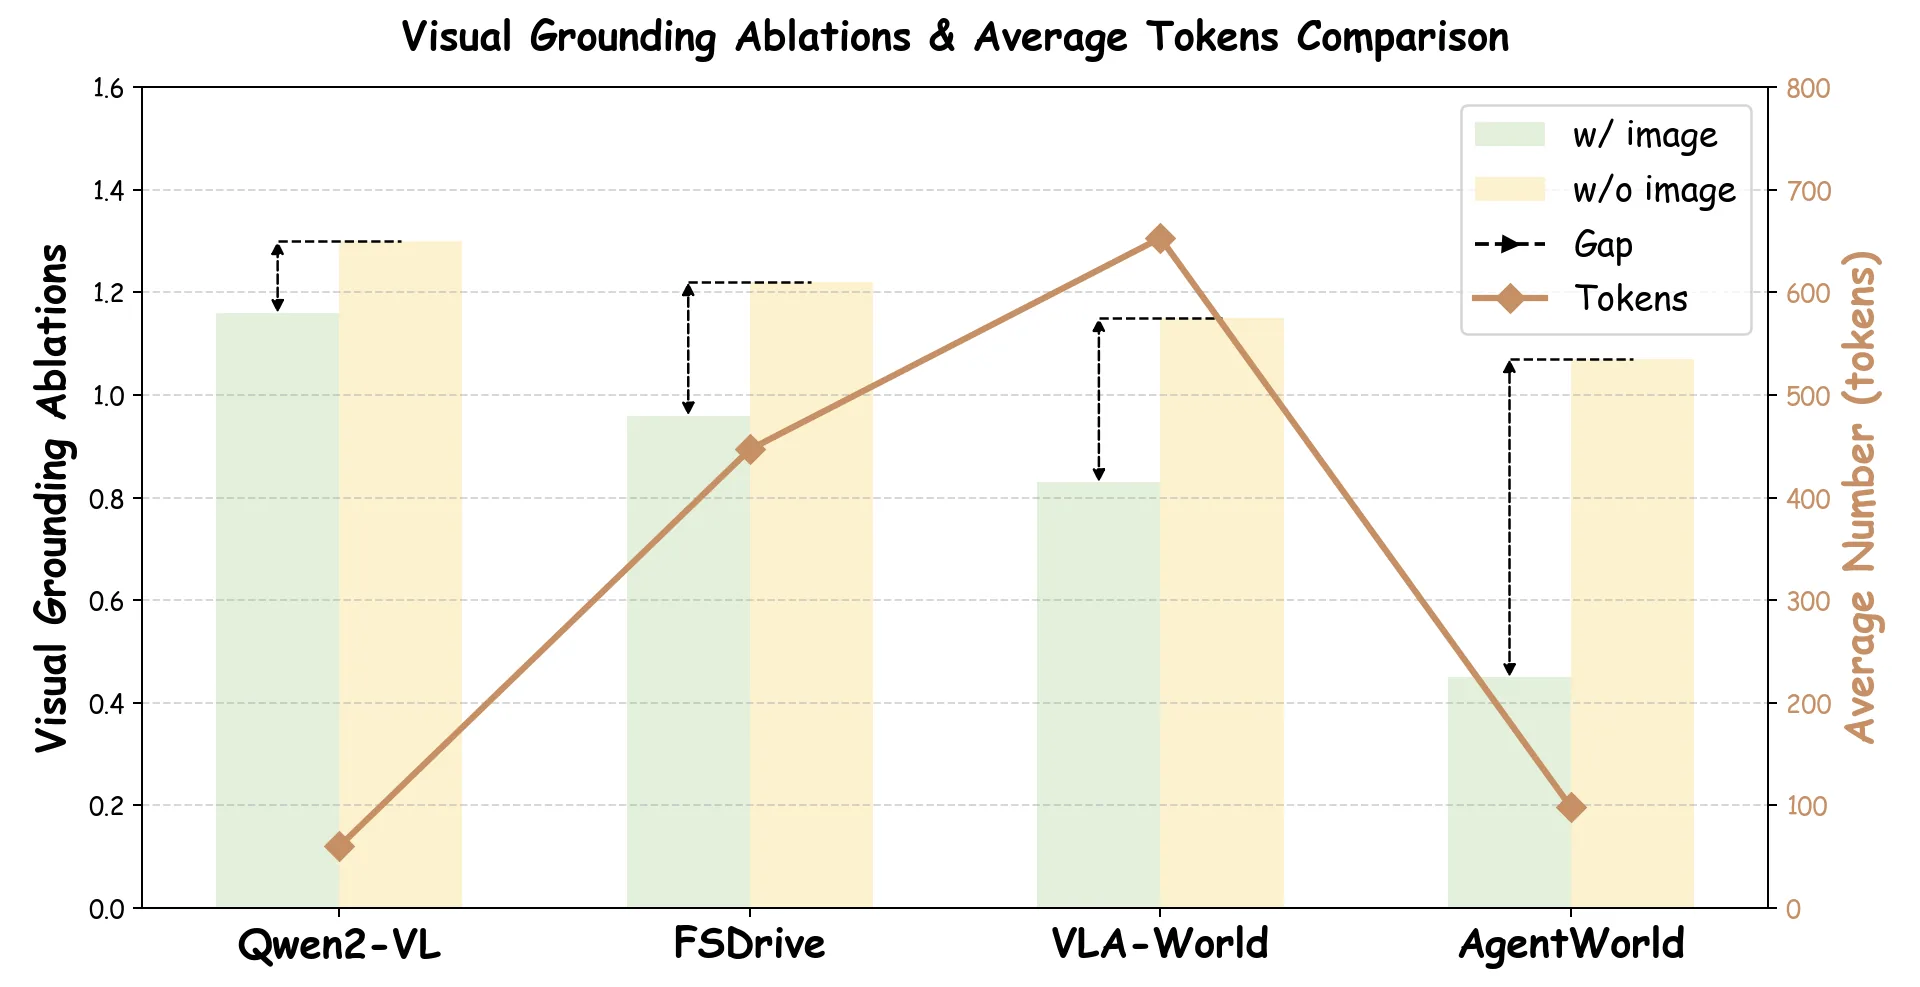 Visual Grounding Ablations & Average Tokens Comparison
Visual Grounding Ablations
1.6
1.4
1.2
1.0
0.8
0.6
0.4
0.2
0.0
w/ image
w/o image
Gap
Tokens
800
700
600
500
400
300
200
100
0
Average Number (tokens)
Qwen2-VL
FSDrive
VLA-World
AgentWorld